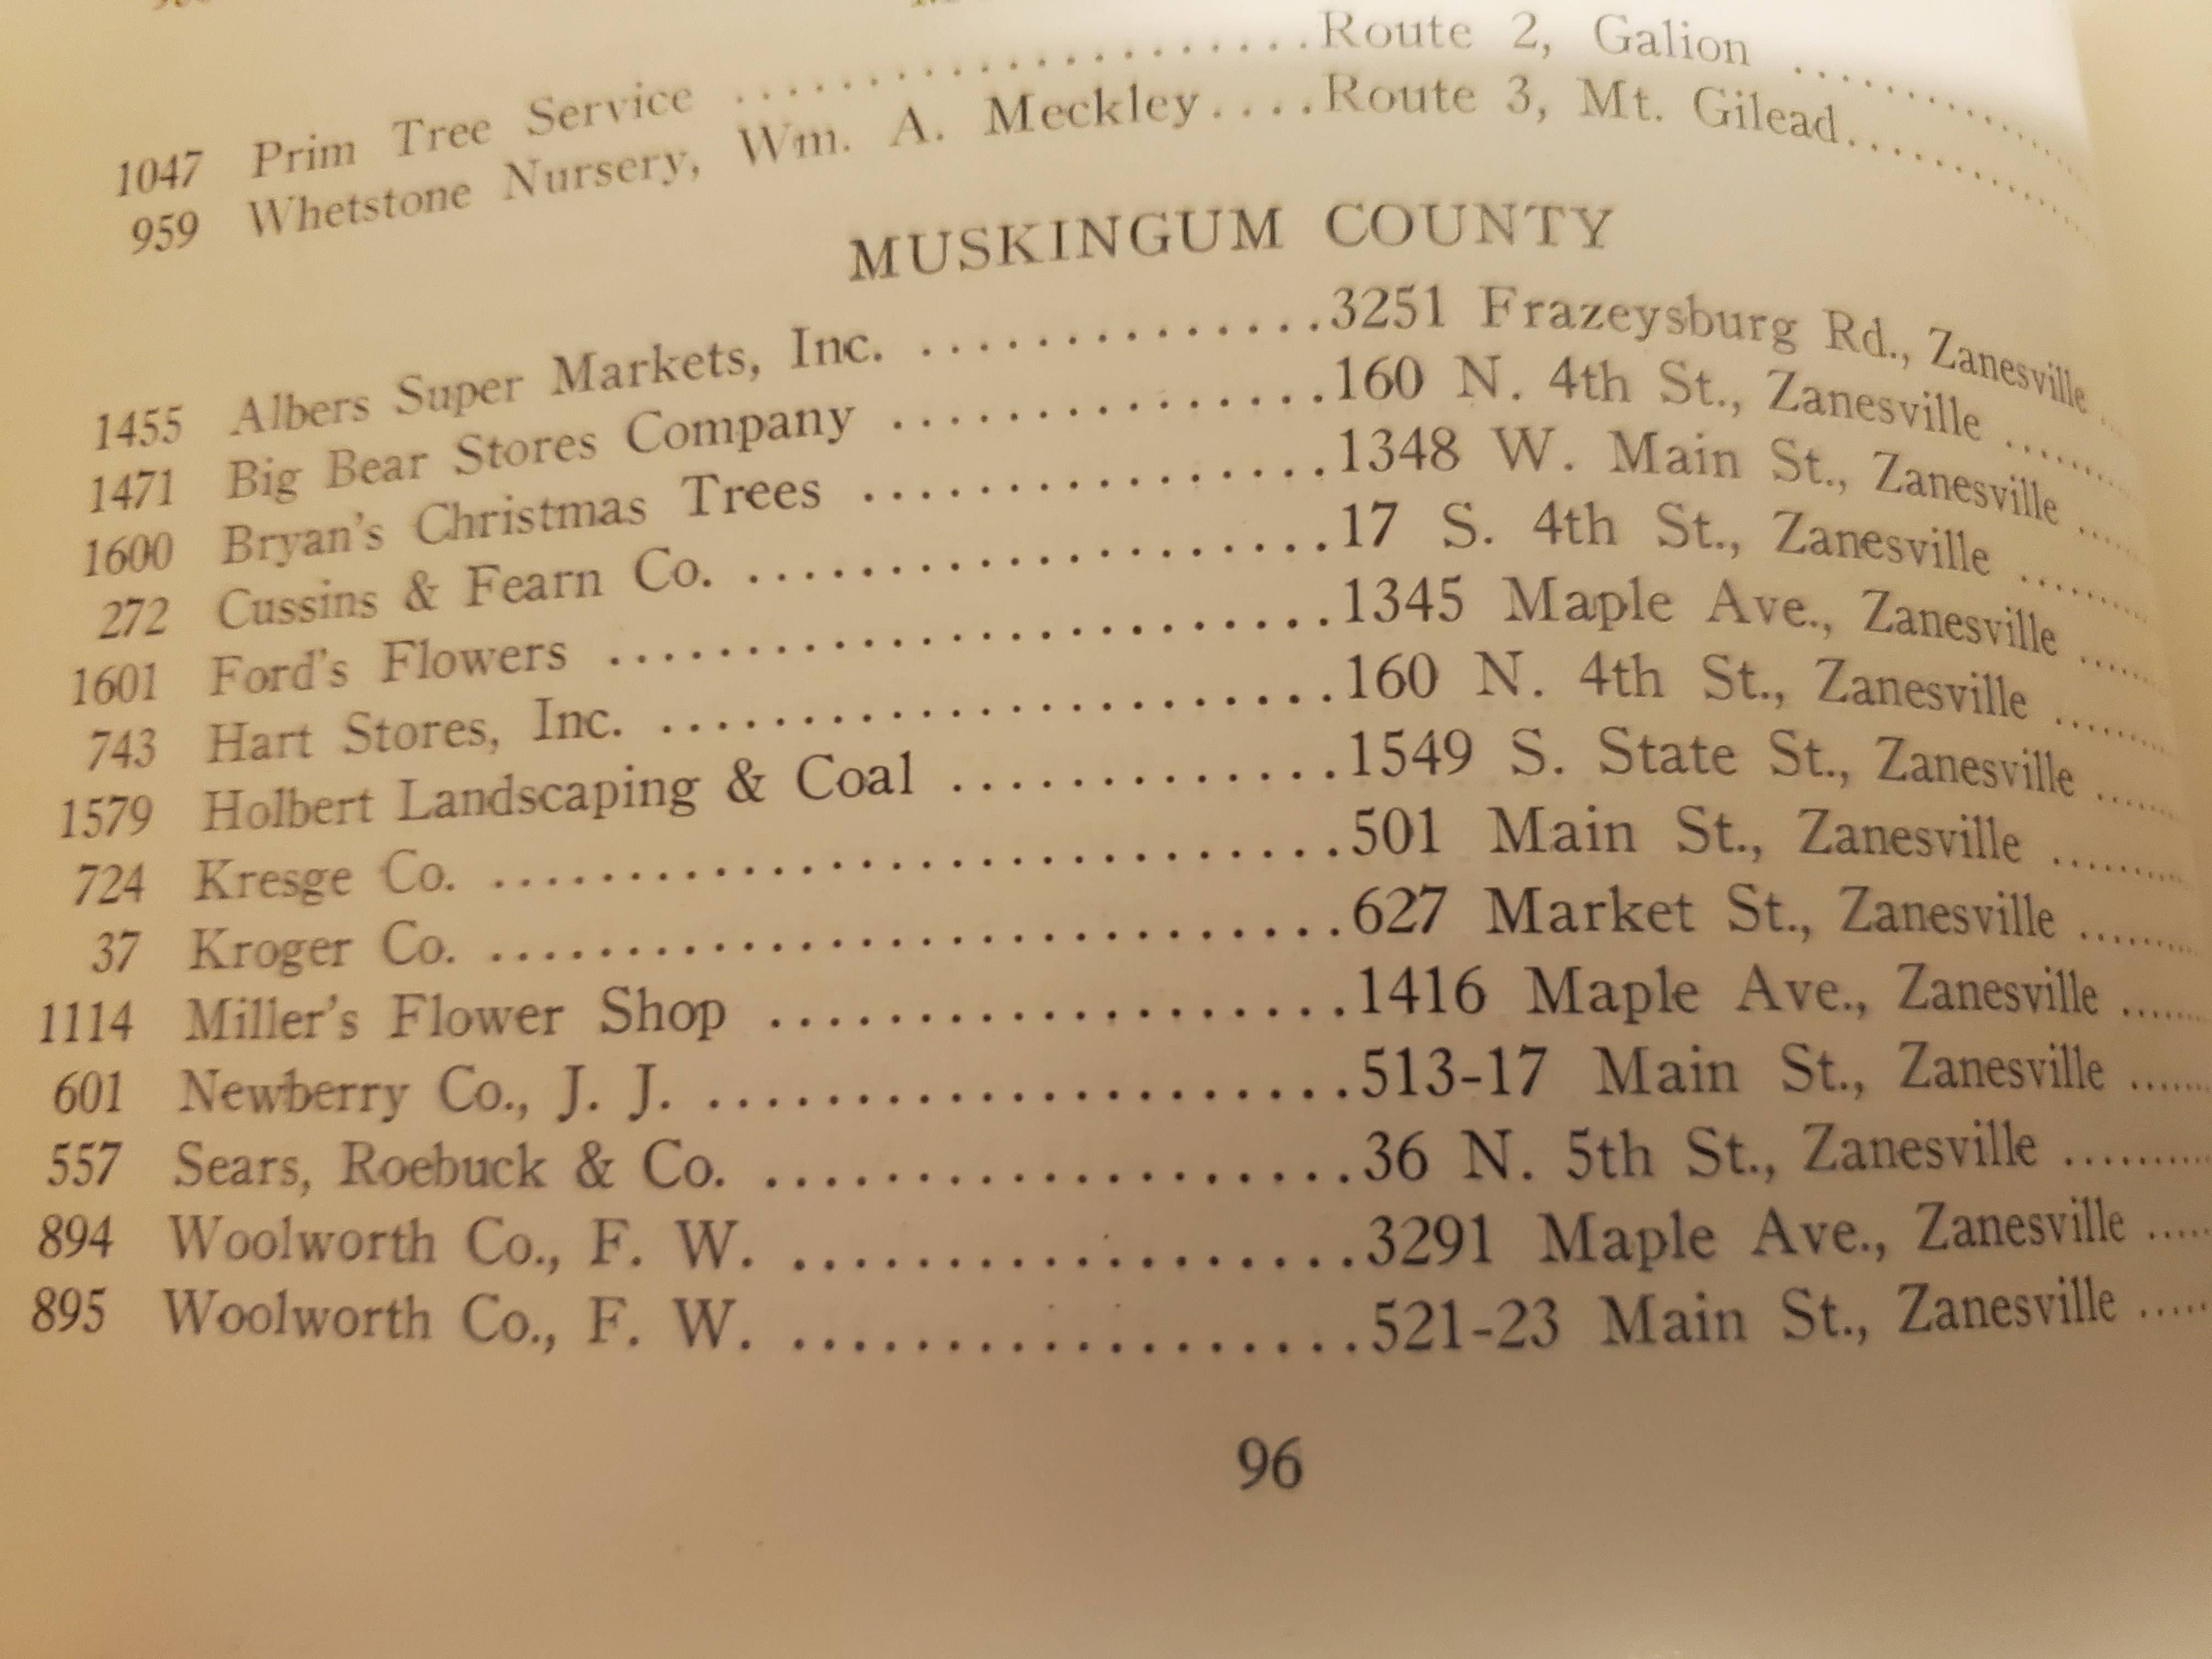 1047 Prim Tree Service ....................Route 2, Galion ..............
959 Whetstone Nursery, Wm. A. Meckley....Route 3, Mt. Gilead..............
MUSKINGUM COUNTY
1455 Albers Super Markets, Inc. ..............3251 Frazeysburg Rd., Zanesville ..
1471 Big Bear Stores Company ...............160 N. 4th St., Zanesville ........
1600 Bryan's Christmas Trees ................1348 W. Main St., Zanesville .....
272 Cussins & Fearn Co. ....................17 S. 4th St., Zanesville .........
1601 Ford's Flowers .........................1345 Maple Ave., Zanesville ......
743 Hart Stores, Inc. .......................160 N. 4th St., Zanesville ........
1579 Holbert Landscaping & Coal .............1549 S. State St., Zanesville ......
724 Kresge Co. .............................501 Main St., Zanesville .........
37 Kroger Co. .............................627 Market St., Zanesville ........
1114 Miller's Flower Shop ...................1416 Maple Ave., Zanesville ......
601 Newberry Co., J. J. .....................513-17 Main St., Zanesville ......
557 Sears, Roebuck & Co. ...................36 N. 5th St., Zanesville .........
894 Woolworth Co., F. W. ..................3291 Maple Ave., Zanesville .....
895 Woolworth Co., F. W. ..................521-23 Main St., Zanesville .....
96